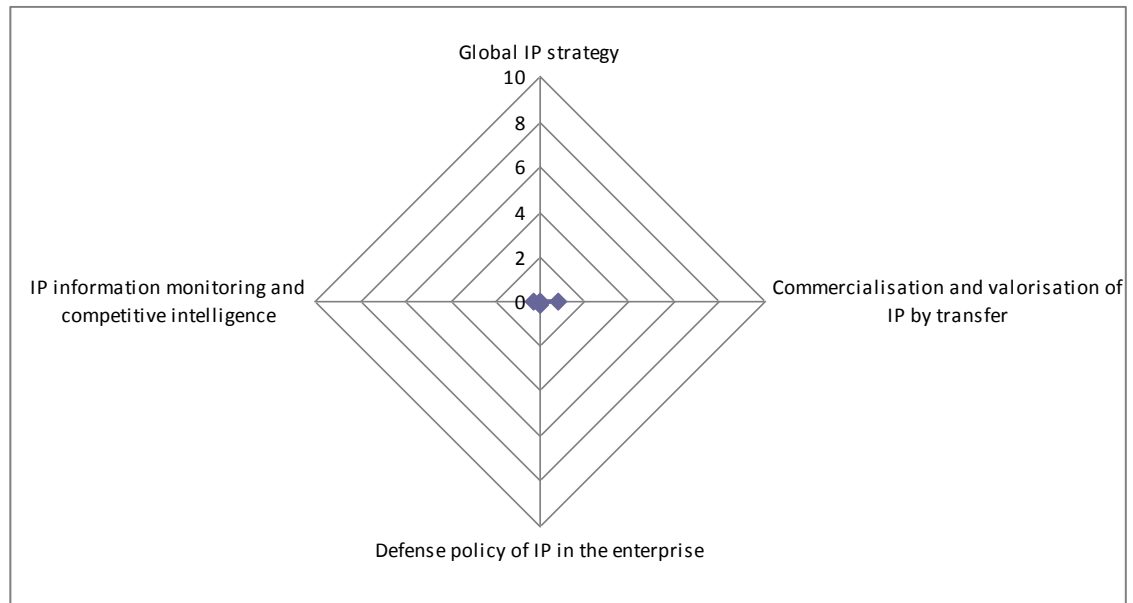 Global IP strategy
10
8
6
4
2
0
IP information monitoring and
competitive intelligence
Commercialisation and valorisation of
IP by transfer
Defense policy of IP in the enterprise